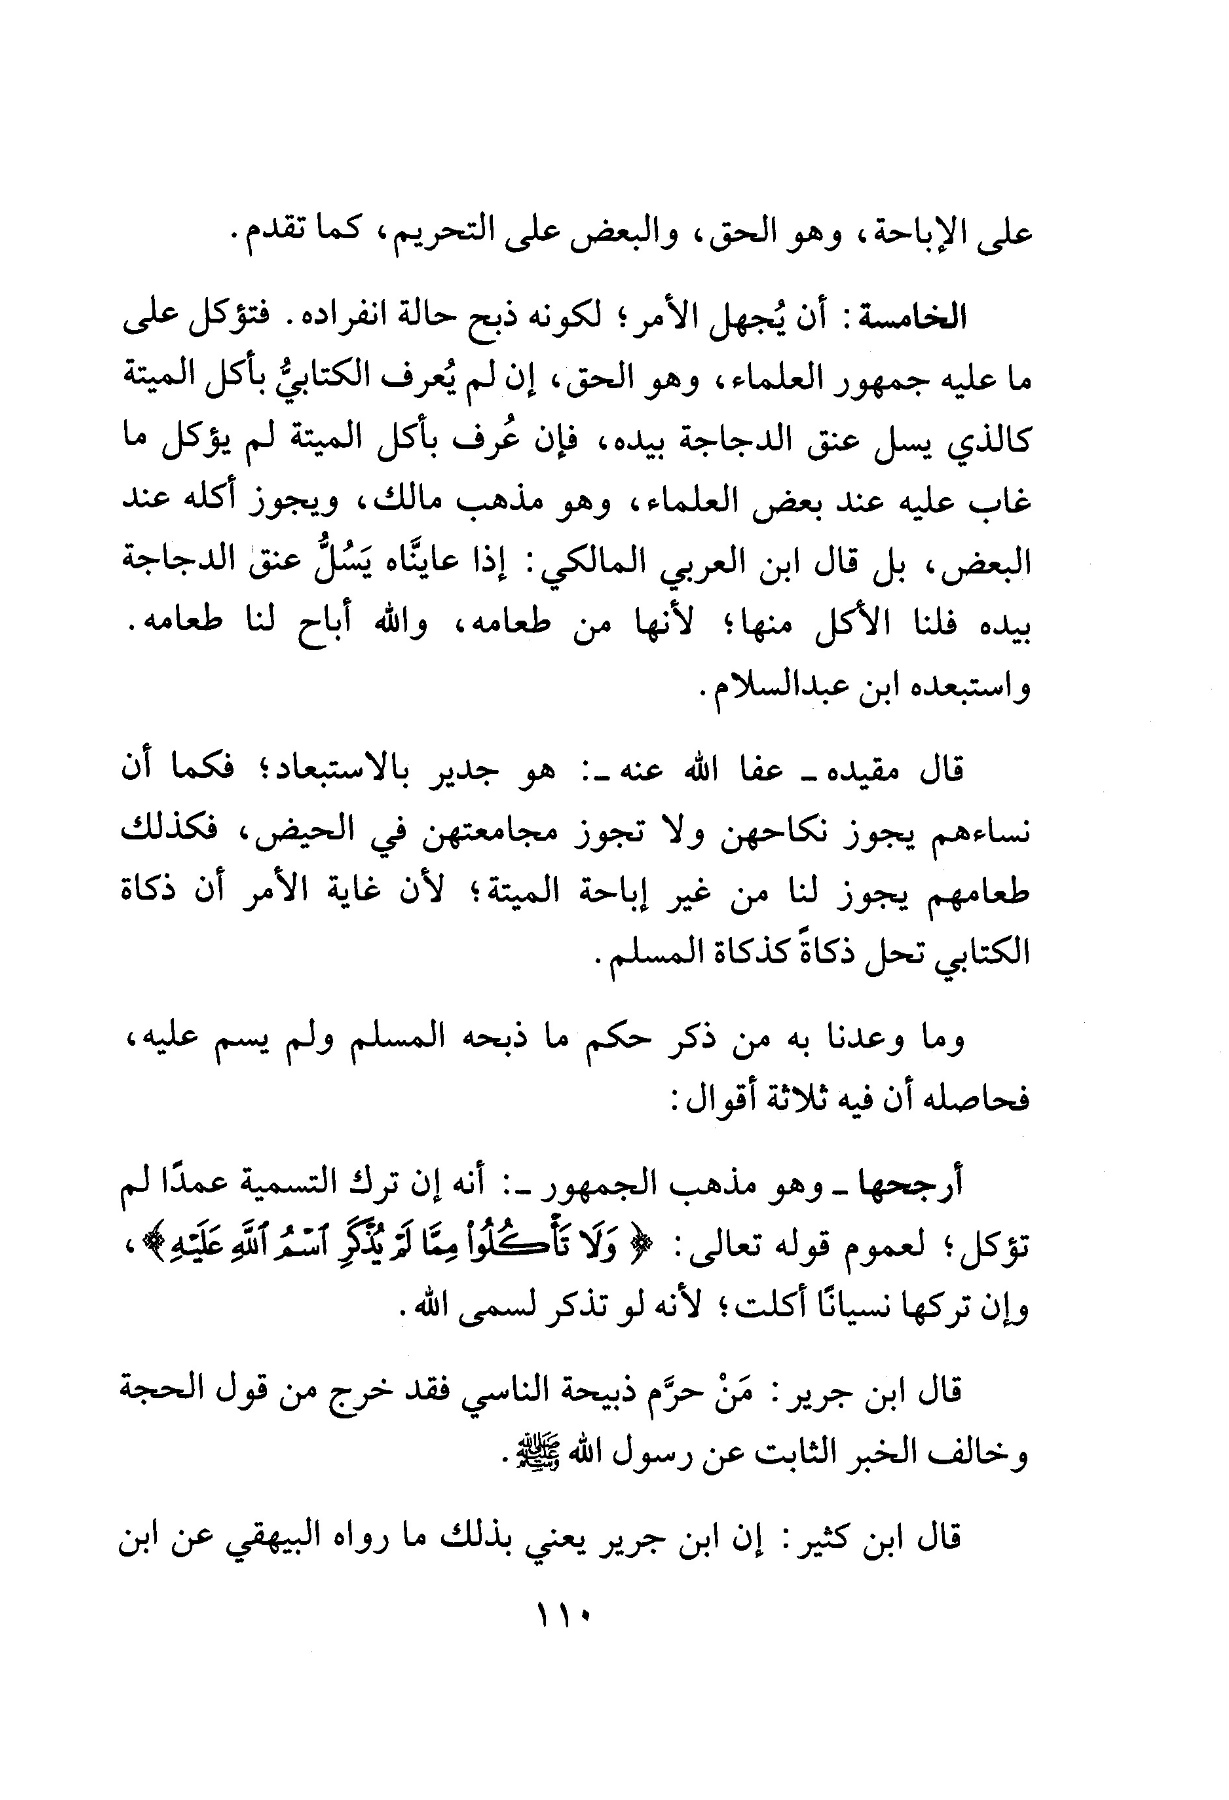 على الإباحة، وهو الحق، والبعض على التحريم، كما تقدم.
الخامسة: أن يُجهل الأمر؛ لكونه ذبح حالة انفراده. فتؤكل على
ما عليه جمهور العلماء، وهو الحق، إن لم يُعرف الكتابيُّ بأكل الميتة
كالذي يسل عنق الدجاجة بيده، فإن عُرف بأكل الميتة لم يؤكل ما
غاب عليه عند بعض العلماء، وهو مذهب مالك، ويجوز أكله عند
البعض، بل قال ابن العربي المالكي: إذا عاينَّاه يَسُلُّ عنق الدجاجة
بيده فلنا الأكل منها؛ لأنها من طعامه، والله أباح لنا طعامه.
واستبعده ابن عبدالسلام.
قال مقيده ـ عفا الله عنه ـ: هو جدير بالاستبعاد؛ فكما أن
نساءهم يجوز نكاحهن ولا تجوز مجامعتهن في الحيض، فكذلك
طعامهم يجوز لنا من غير إباحة الميتة؛ لأن غاية الأمر أن ذكاة
الكتابي تحل ذكاةً كذكاة المسلم.
وما وعدنا به من ذكر حكم ما ذبحه المسلم ولم يسم عليه،
فحاصله أن فيه ثلاثة أقوال:
أرجحها ـ وهو مذهب الجمهور ـ: أنه إن ترك التسمية عمدًا لم
تؤكل؛ لعموم قوله تعالى: ﴿ وَلَا تَأْكُلُوا۟ مِمَّا لَمْ يُذْكَرِ ٱسْمُ ٱللَّهِ عَلَيْهِ﴾،
وإن تركها نسيانًا أكلت؛ لأنه لو تذكر لسمى الله.
قال ابن جرير: مَنْ حرَّم ذبيحة الناسي فقد خرج من قول الحجة
وخالف الخبر الثابت عن رسول الله ﷺ.
قال ابن كثير: إن ابن جرير يعني بذلك ما رواه البيهقي عن ابن
١١٠